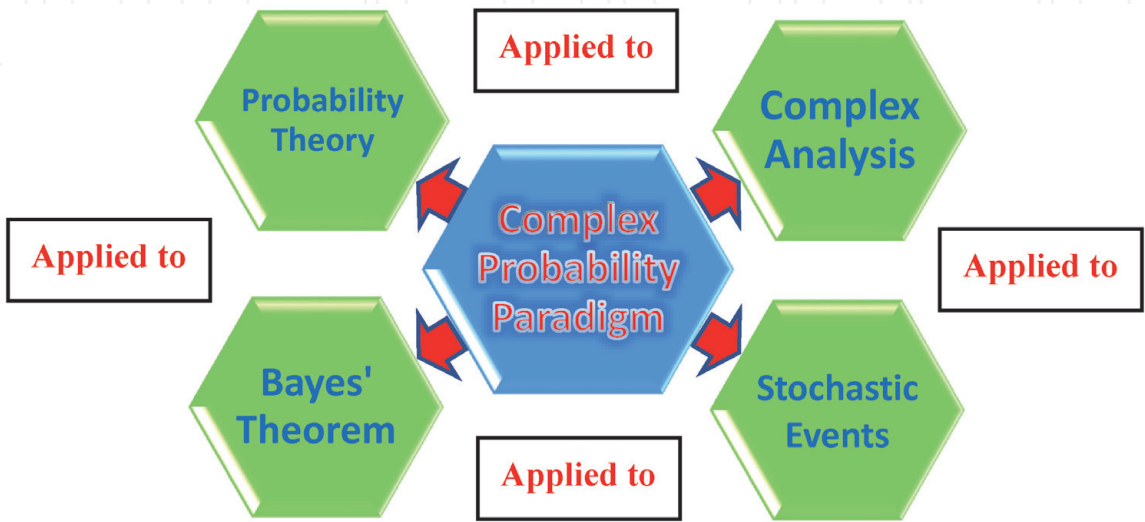 Applied to
Probability
Theory
Complex
Analysis
Applied to
Complex
Probability
Paradigm
Applied to
Bayes'
Theorem
Stochastic
Events
Applied to